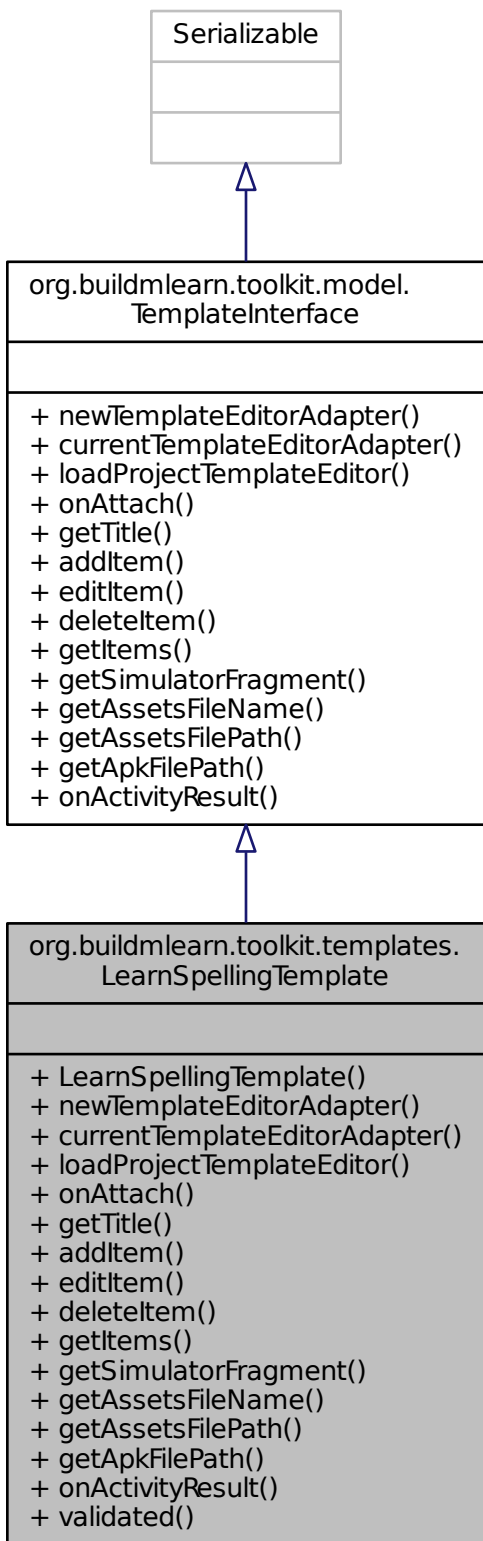 Serializable
org.buildmlearn.toolkit.model.
TemplateInterface
+ newTemplateEditorAdapter()
+ currentTemplateEditorAdapter()
+ loadProjectTemplateEditor()
+ onAttach()
+ getTitle()
+ addItem()
+ editItem()
+ deleteItem()
+ getItems()
+ getSimulatorFragment()
+ getAssetsFileName()
+ getAssetsFilePath()
+ getApkFilePath()
+ onActivityResult()
org.buildmlearn.toolkit.templates.
LearnSpellingTemplate
+ LearnSpellingTemplate()
+ newTemplateEditorAdapter()
+ currentTemplateEditorAdapter()
+ loadProjectTemplateEditor()
+ onAttach()
+ getTitle()
+ addItem()
+ editItem()
+ deleteItem()
+ getItems()
+ getSimulatorFragment()
+ getAssetsFileName()
+ getAssetsFilePath()
+ getApkFilePath()
+ onActivityResult()
+ validated()